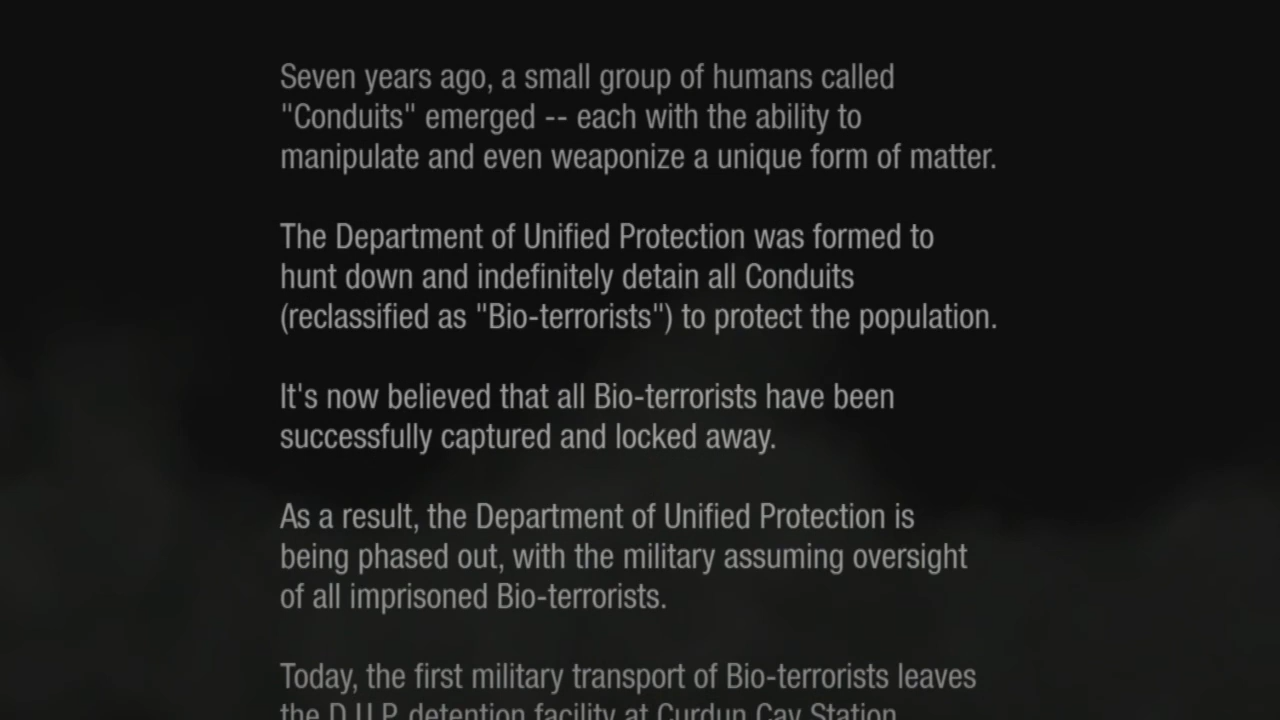 Seven years ago, a small group of humans called
"Conduits" emerged -- each with the ability to
manipulate and even weaponize a unique form of matter.
The Department of Unified Protection was formed to
hunt down and indefinitely detain all Conduits
(reclassified as "Bio-terrorists") to protect the population.
It's now believed that all Bio-terrorists have been
successfully captured and locked away.
As a result, the Department of Unified Protection is
being phased out, with the military assuming oversight
of all imprisoned Bio-terrorists.
Today, the first military transport of Bio-terrorists leaves
the D.U.P. detention facility at Curdun Cay Station